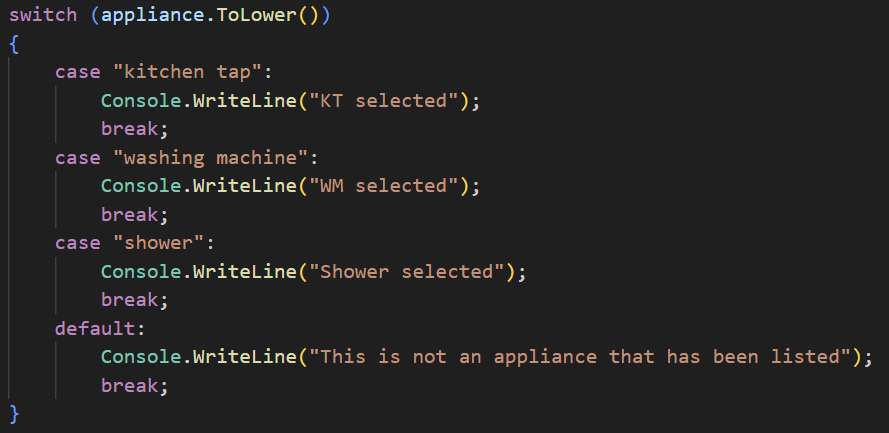 switch (appliance.ToLower())
{
    case "kitchen tap":
        Console.WriteLine("KT selected");
        break;
    case "washing machine":
        Console.WriteLine("WM selected");
        break;
    case "shower":
        Console.WriteLine("Shower selected");
        break;
    default:
        Console.WriteLine("This is not an appliance that has been listed");
        break;
}